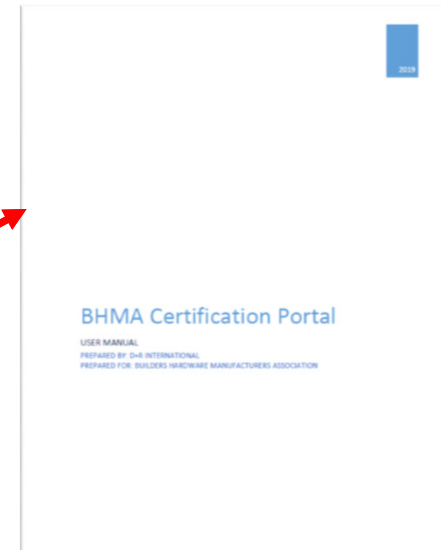 2019
BHMA Certification Portal
USER MANUAL
PREPARED BY: D+R INTERNATIONAL
PREPARED FOR: BUILDERS HARDWARE MANUFACTURERS ASSOCIATION